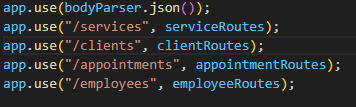 app.use(bodyParser.json());
app.use("/services", serviceRoutes);
app.use("/clients", clientRoutes);
app.use("/appointments", appointmentRoutes);
app.use("/employees", employeeRoutes);